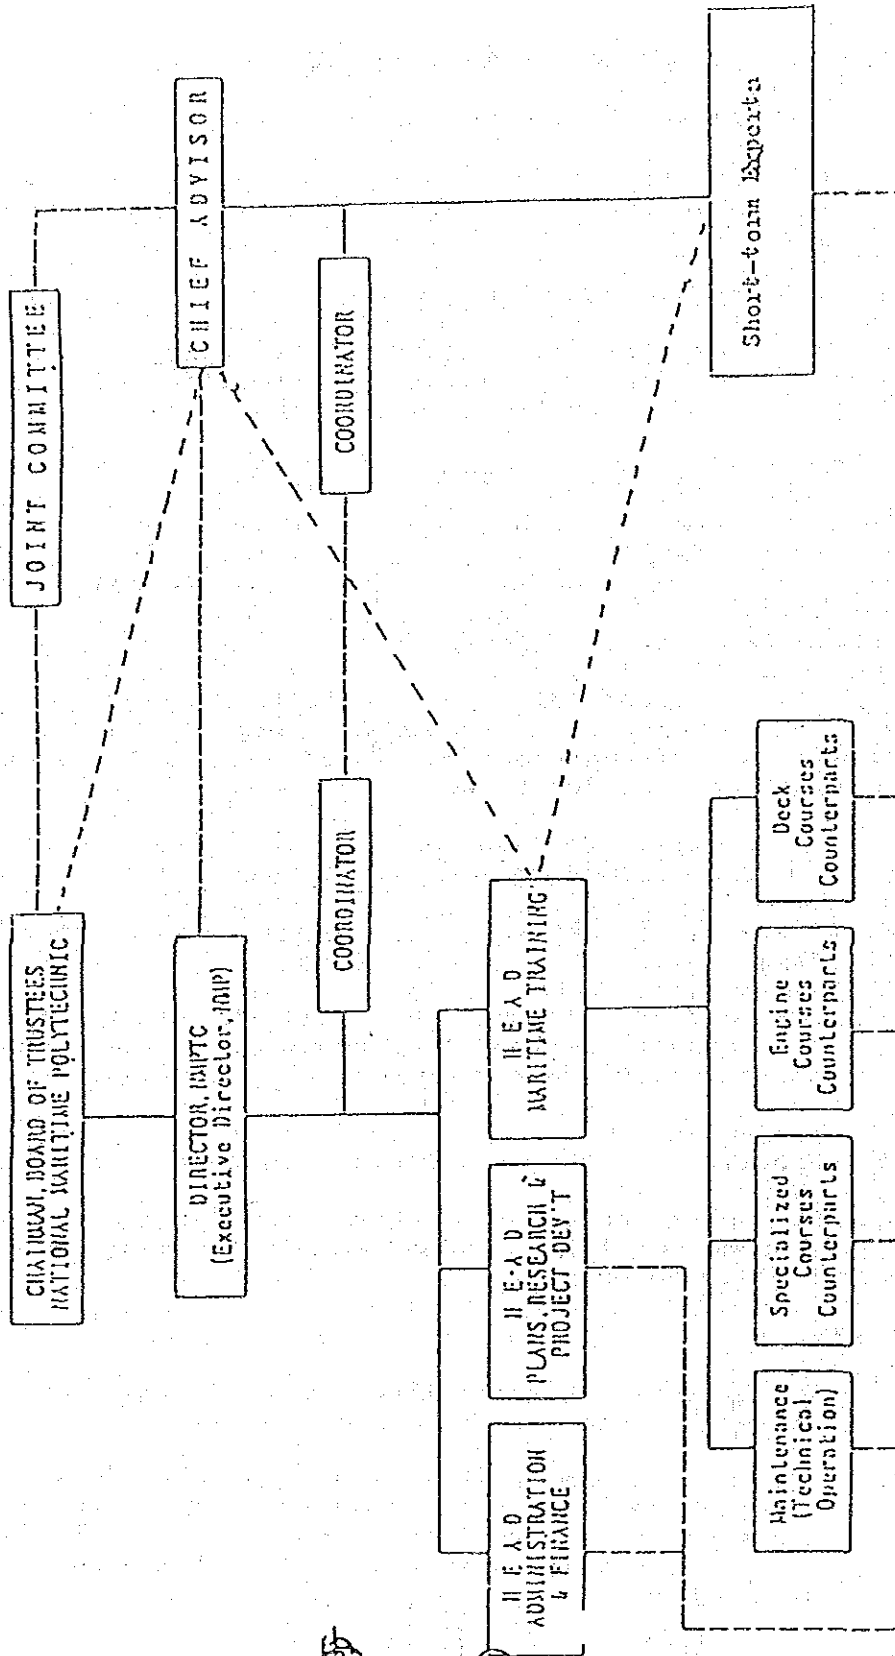 CHAIRMAN, BOARD OF TRUSTEES
NATIONAL MARITIME POLYTECHNIC
JOINT COMMITTEE
DIRECTOR, NMPTC
(Executive Director, NMP)
CHIEF ADVISOR
COORDINATOR
COORDINATOR
HEAD
ADMINISTRATION
& FINANCE
HEAD
PLANS, RESEARCH &
PROJECT DEV'T
HEAD
MARITIME TRAINING
Short-term Experts
Maintenance
(Technical
Operation)
Specialized
Courses
Counterparts
Engine
Courses
Counterparts
Deck
Courses
Counterparts